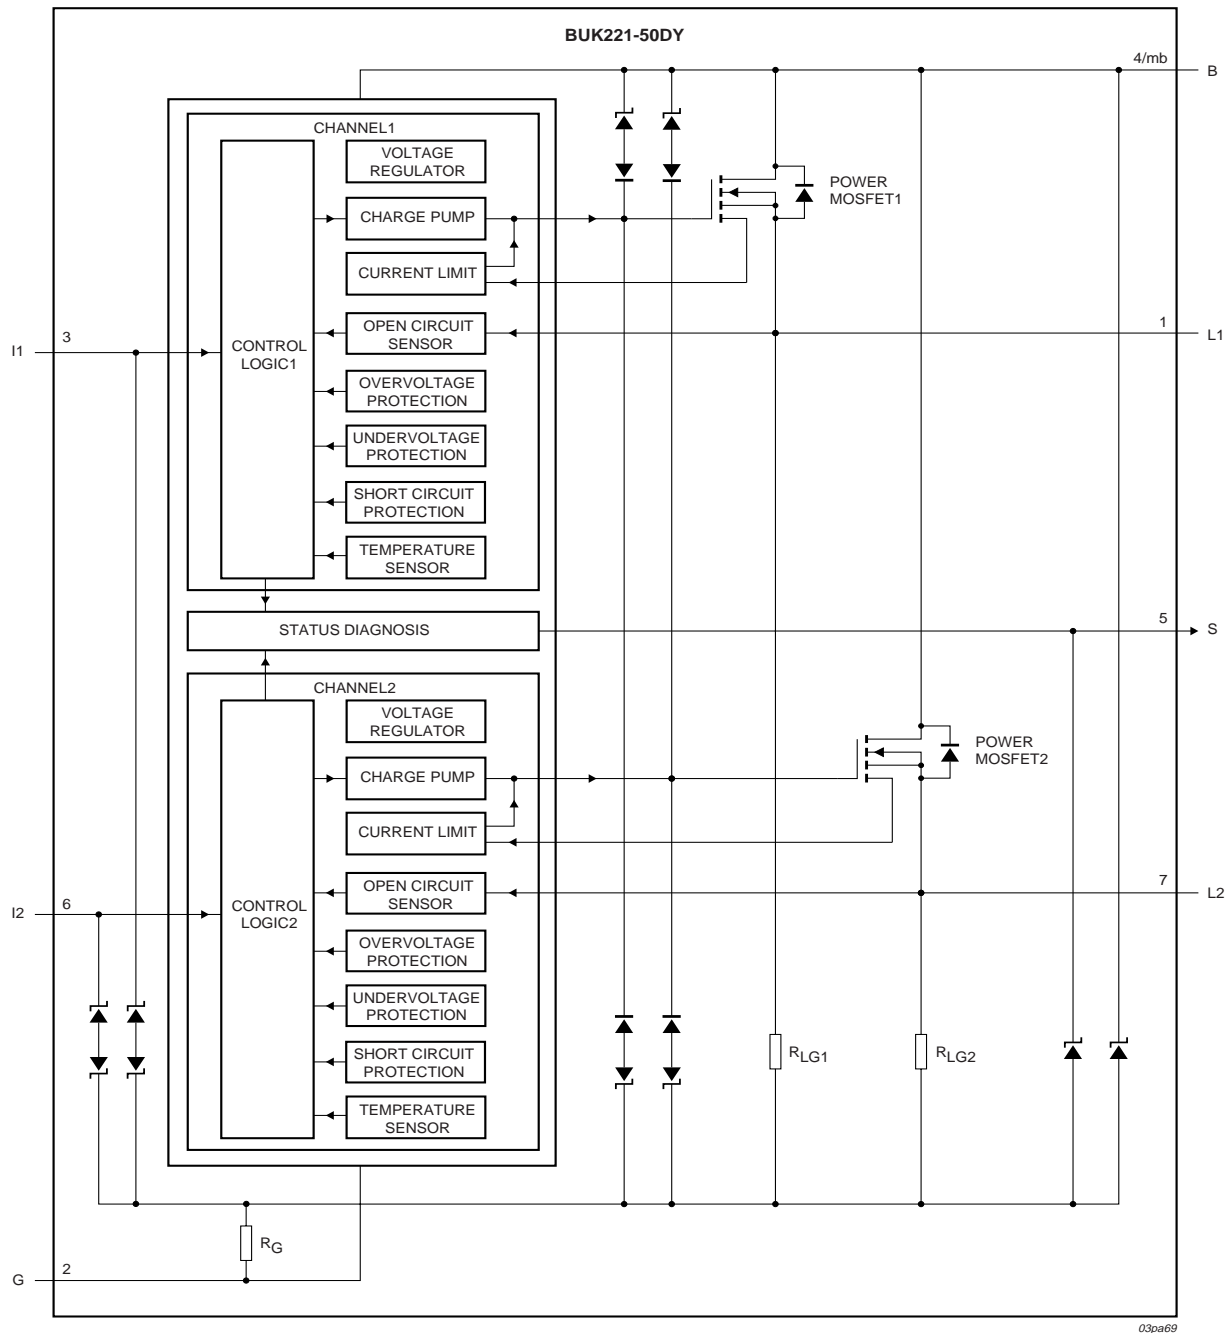 BUK221-50DY
4/mb
B
CHANNEL1
VOLTAGE
REGULATOR
POWER
MOSFET1
CHARGE PUMP
CURRENT LIMIT
1
L1
OPEN CIRCUIT
SENSOR
3
I1
CONTROL
LOGIC1
OVERVOLTAGE
PROTECTION
UNDERVOLTAGE
PROTECTION
SHORT CIRCUIT
PROTECTION
TEMPERATURE
SENSOR
STATUS DIAGNOSIS
5
S
CHANNEL2
VOLTAGE
REGULATOR
POWER
MOSFET2
CHARGE PUMP
CURRENT LIMIT
7
L2
OPEN CIRCUIT
SENSOR
6
I2
CONTROL
LOGIC2
OVERVOLTAGE
PROTECTION
UNDERVOLTAGE
PROTECTION
SHORT CIRCUIT
PROTECTION
RLG1
RLG2
TEMPERATURE
SENSOR
RG
2
G
03pa69